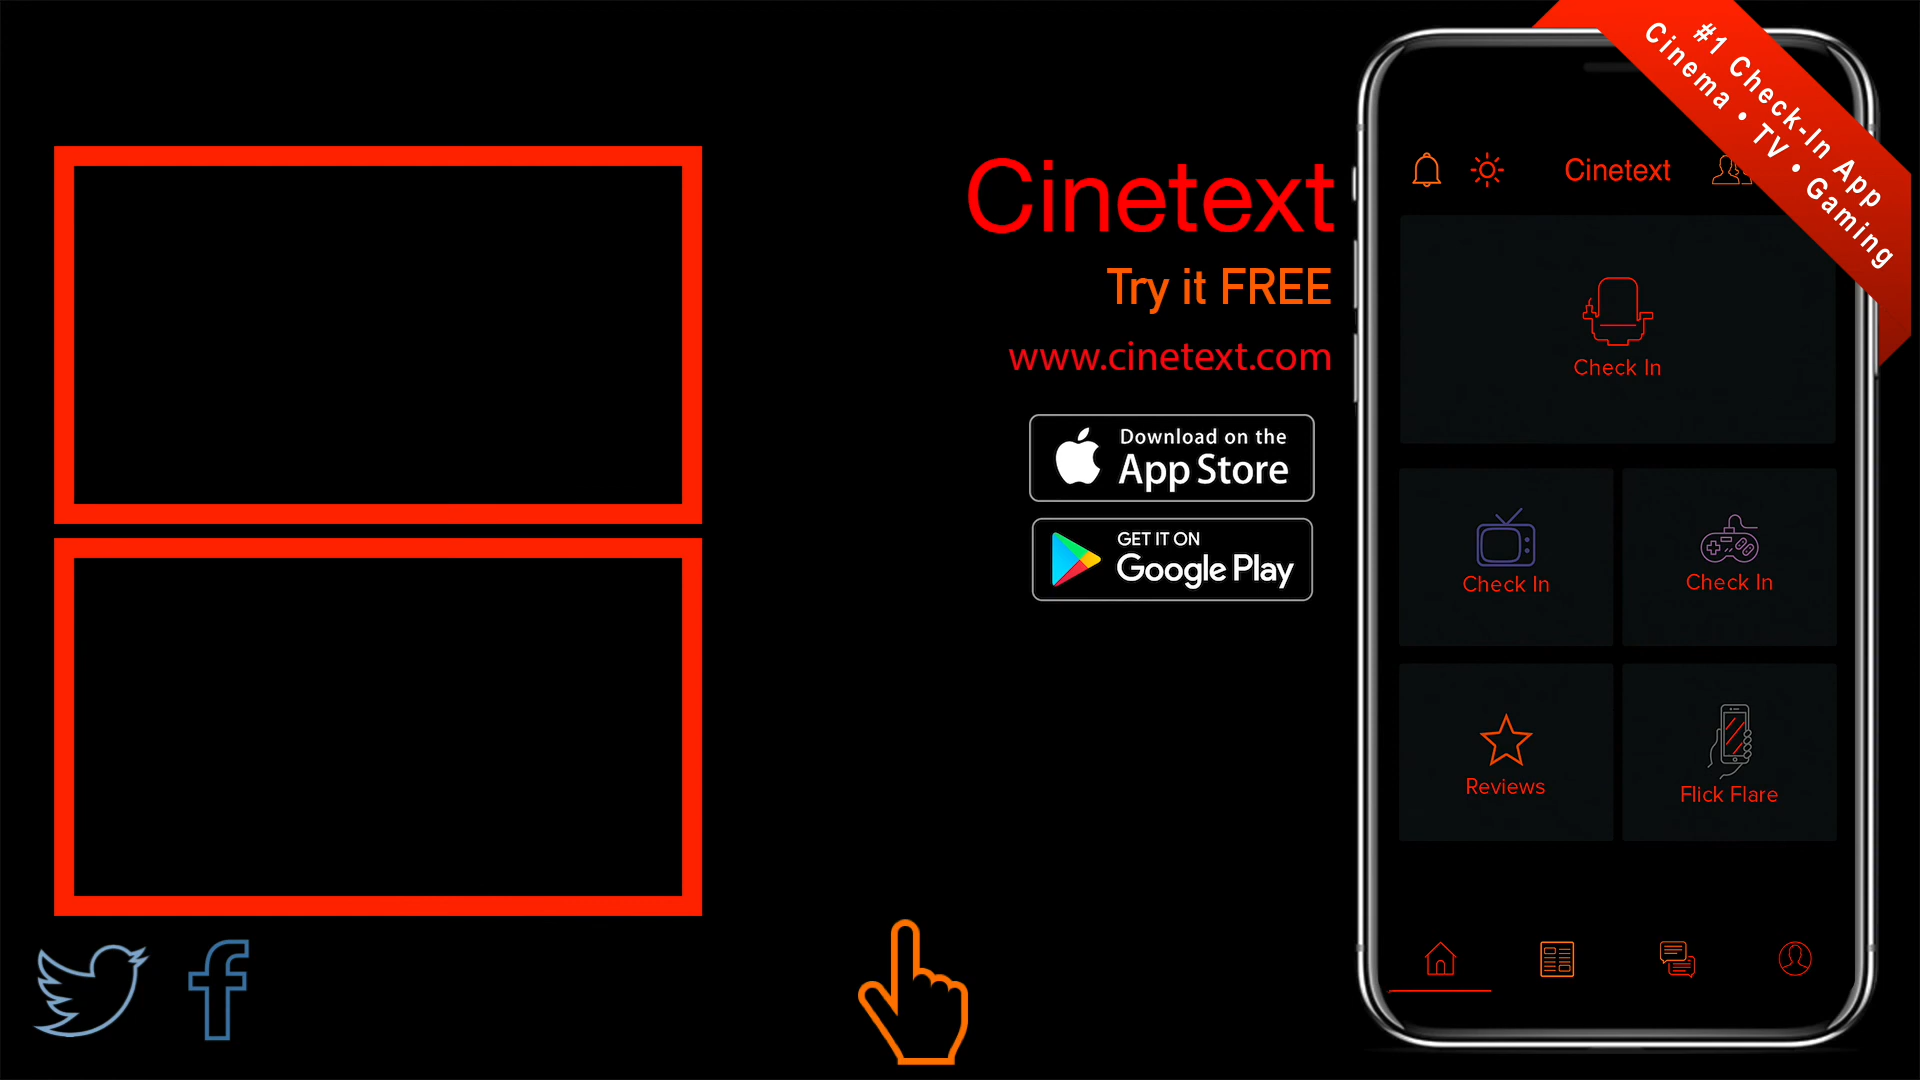 Cinetext
Try it FREE
www.cinetext.com
Download on the
App Store
GET IT ON
Google Play
#1 Check-In App
Cinema • TV • Gaming
Cinetext
Check In
Check In
Check In
Reviews
Flick Flare